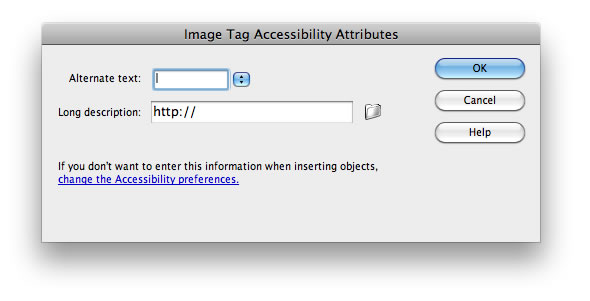 Image Tag Accessibility Attributes
Alternate text:
OK
Long description: http://
Cancel
Help
If you don't want to enter this information when inserting objects,
change the Accessibility preferences.